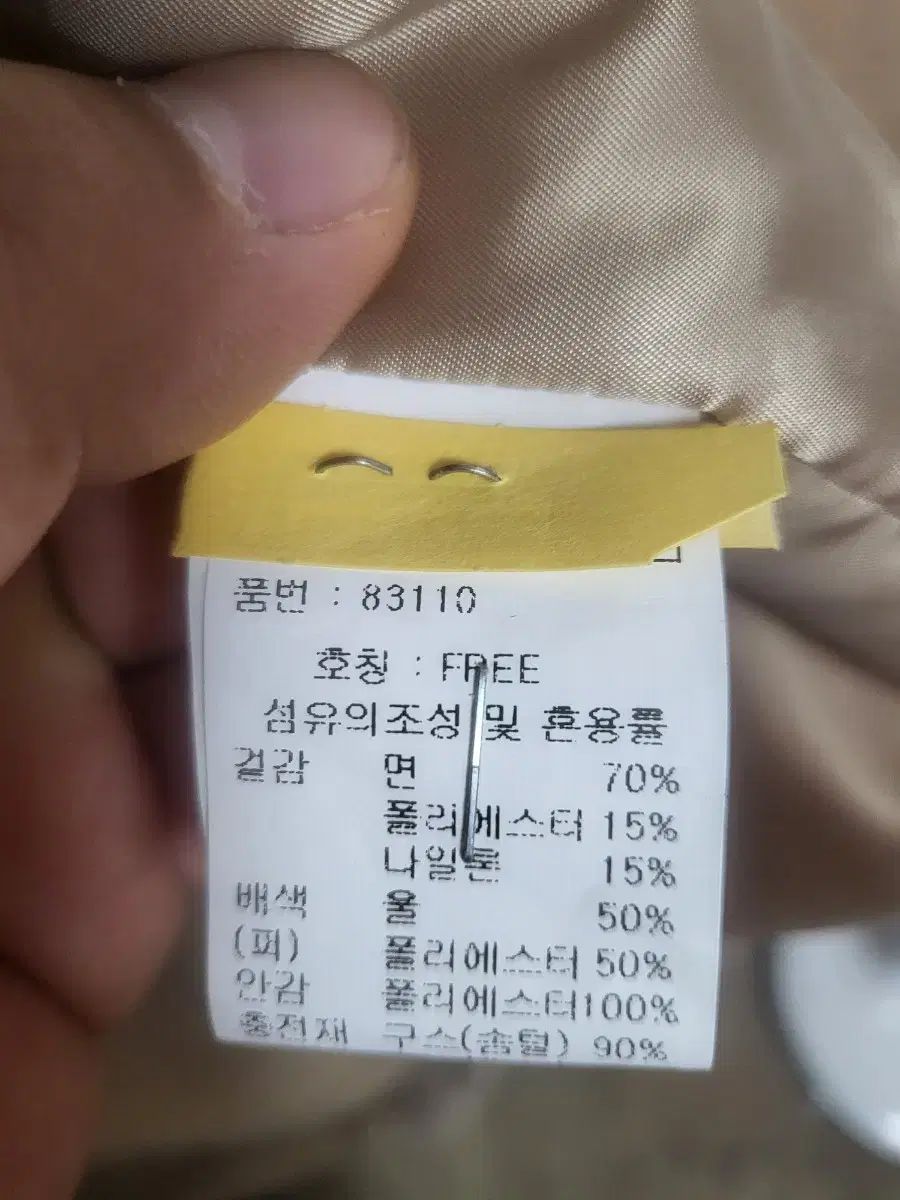 품번 : 83110
호칭 : FREE
섬유의조성 및 혼용률
겉감 면 70%
폴리에스터 15%
나일론 15%
배색 울 50%
(퍼) 폴리에스터 50%
안감 폴리에스터100%
충전재 구스(솜털) 90%